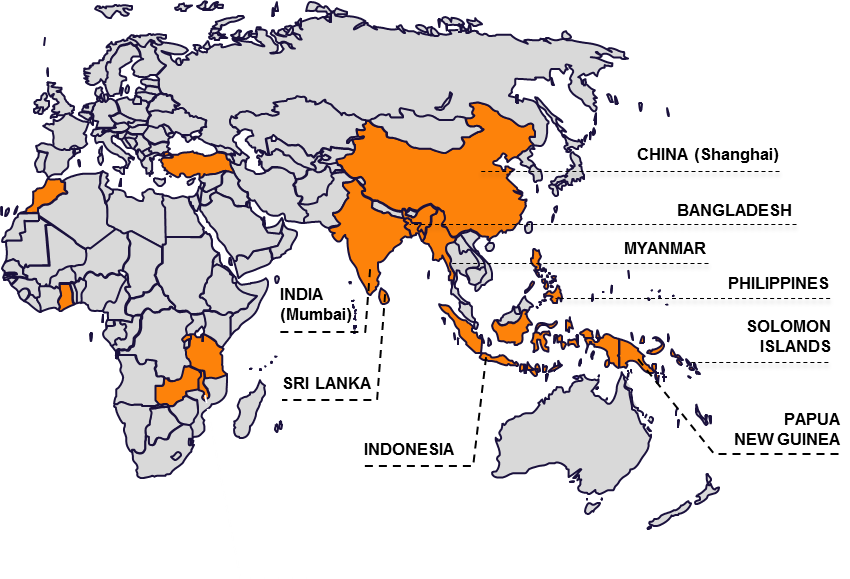 CHINA (Shanghai)
BANGLADESH
MYANMAR
PHILIPPINES
INDIA
(Mumbai)
SOLOMON
ISLANDS
SRI LANKA
PAPUA
NEW GUINEA
INDONESIA